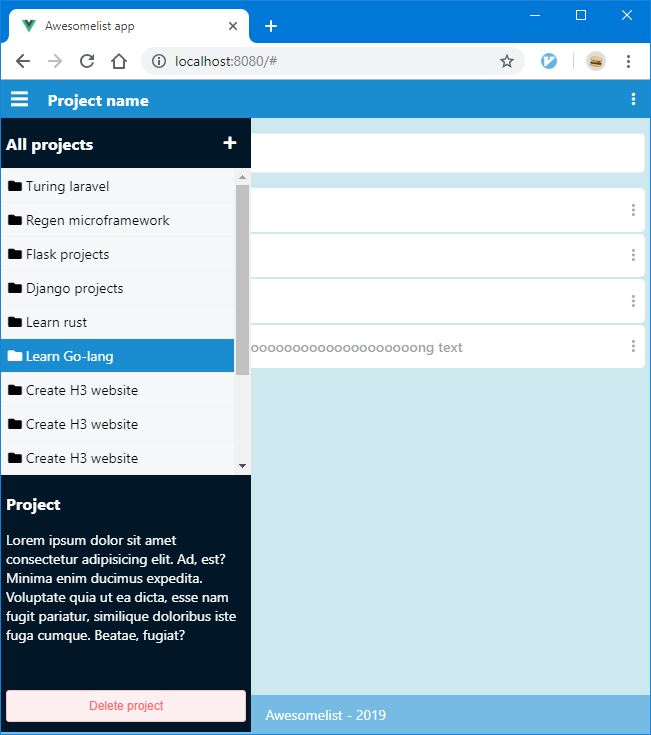 Awesomelist app
localhost:8080/#
Project name
All projects
Turing laravel
Regen microframework
Flask projects
Django projects
Learn rust
Learn Go-lang
Create H3 website
Create H3 website
Create H3 website
oooooooooooooooooooong text
Project
Lorem ipsum dolor sit amet
consectetur adipisicing elit. Ad, est?
Minima enim ducimus expedita.
Voluptate quia ut ea dicta, esse nam
fugit pariatur, similique doloribus iste
fuga cumque. Beatae, fugiat?
Delete project
Awesomelist - 2019